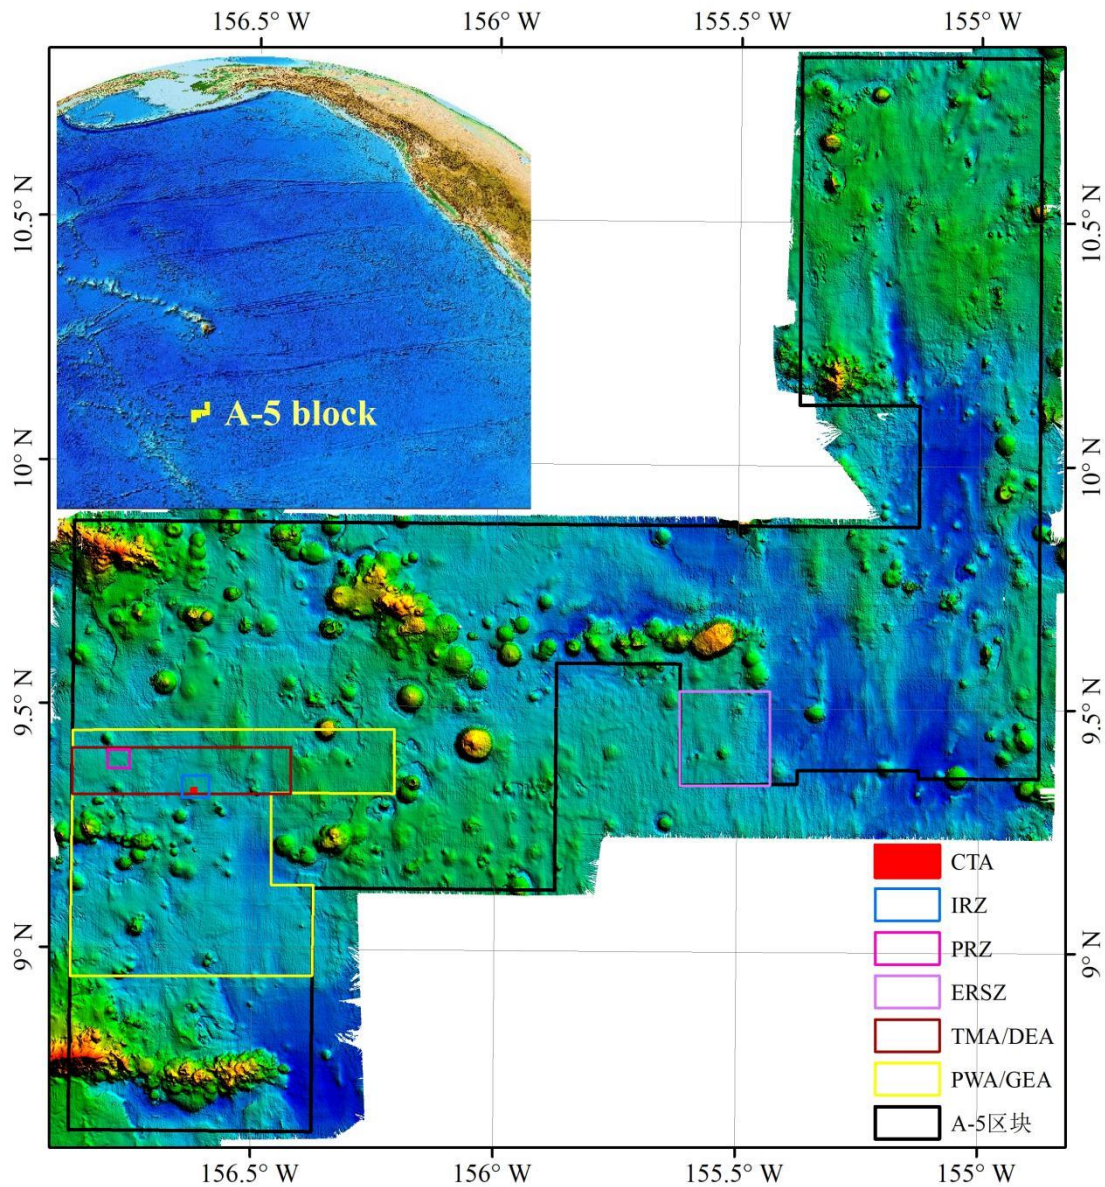 156.5° W
156° W
155.5° W
155° W
10.5° N
10.5° N
A-5 block
10° N
10° N
9.5° N
9.5° N
CTA
IRZ
PRZ
9° N
9° N
ERSZ
TMA/DEA
PWA/GEA
A-5区块
156.5° W
156° W
155.5° W
155° W